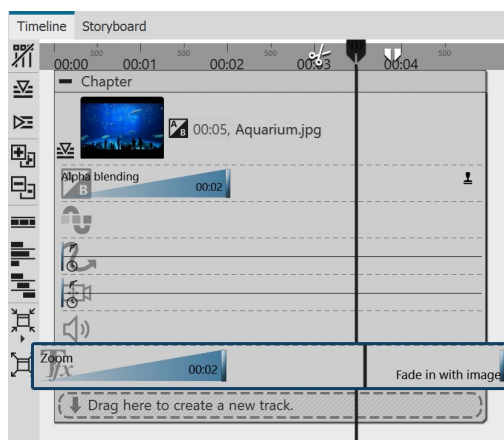 Timeline Storyboard
500 500 500 500
00:00 00:01 00:02 00:03 00:04
Chapter
A B 00:05, Aquarium.jpg
Alpha blending
B 00:02
Zoom
Tfx 00:02 Fade in with image
Drag here to create a new track.